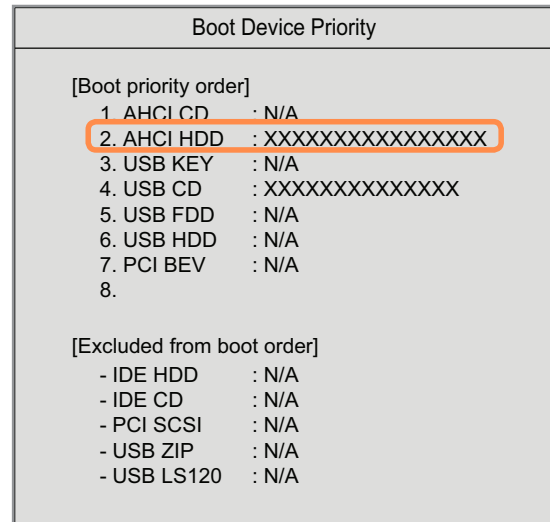 Boot Device Priority
[Boot priority order]
1. AHCI CD : N/A
2. AHCI HDD : XXXXXXXXXXXXXXXX
3. USB KEY : N/A
4. USB CD : XXXXXXXXXXXXXX
5. USB FDD : N/A
6. USB HDD : N/A
7. PCI BEV : N/A
8.
[Excluded from boot order]
- IDE HDD : N/A
- IDE CD : N/A
- PCI SCSI : N/A
- USB ZIP : N/A
- USB LS120 : N/A